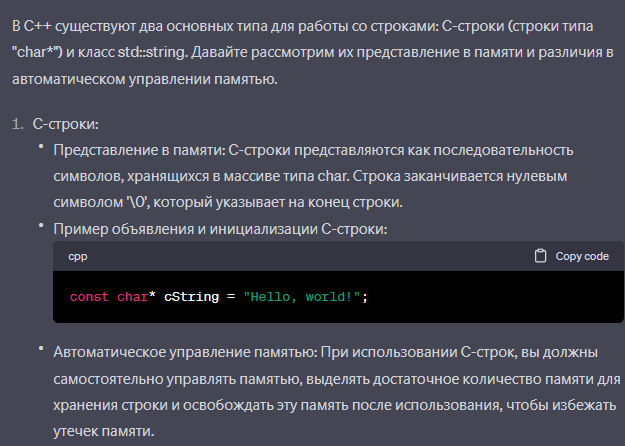 В C++ существуют два основных типа для работы со строками: C-строки (строки типа
"char*") и класс std::string. Давайте рассмотрим их представление в памяти и различия в
автоматическом управлении памятью.
1. C-строки:
• Представление в памяти: C-строки представляются как последовательность
символов, хранящихся в массиве типа char. Строка заканчивается нулевым
символом '\0', который указывает на конец строки.
• Пример объявления и инициализации C-строки:
cpp Copy code
const char* cString = "Hello, world!";
• Автоматическое управление памятью: При использовании C-строк, вы должны
самостоятельно управлять памятью, выделять достаточное количество памяти для
хранения строки и освобождать эту память после использования, чтобы избежать
утечек памяти.